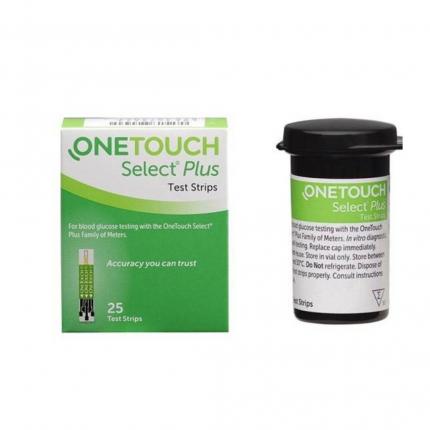 ONETOUCH
Select® Plus
Test Strips
For blood glucose testing with the OneTouch Select®
Plus Family of Meters.
Accuracy you can trust
25
Test Strips
ONETOUCH
Select® Plus
Test Strips
blood glucose testing with the OneTouch
Plus Family of Meters. In vitro diagnostic.
testing. Replace cap immediately.
house. Store in vial only. Store between
30°C. Do Not refrigerate. Dispose of
strips properly. Consult instructions
Strips